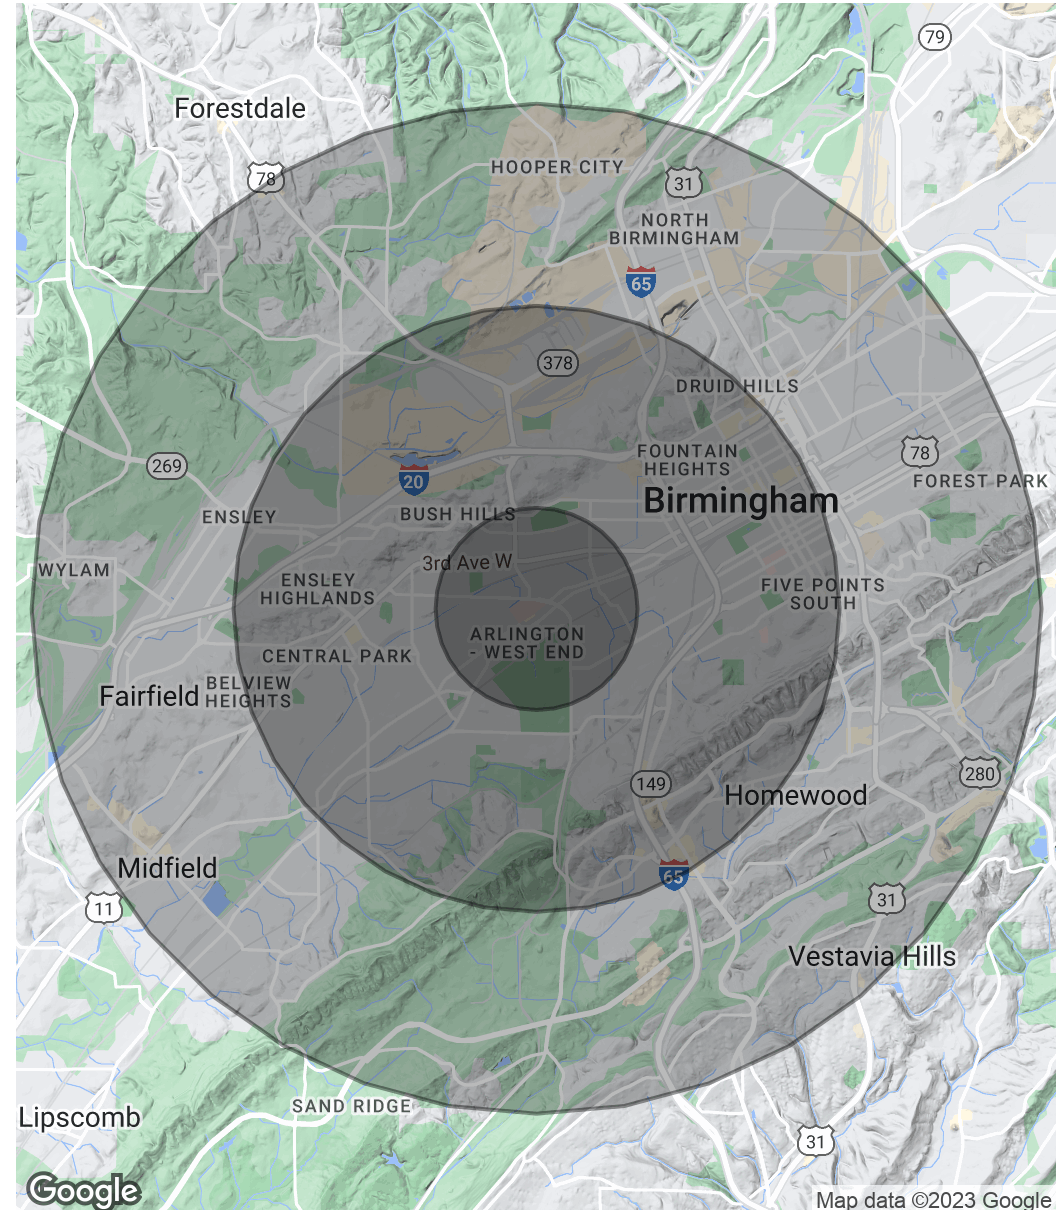 79
Forestdale
HOOPER CITY
78
31
NORTH
BIRMINGHAM
65
378
DRUID HILLS
FOUNTAIN
HEIGHTS
78
269
20
FOREST PARK
Birmingham
ENSLEY
BUSH HILLS
3rd Ave W
WYLAM
ENSLEY
HIGHLANDS
FIVE POINTS
SOUTH
ARLINGTON
- WEST END
CENTRAL PARK
Fairfield
BELVIEW
HEIGHTS
149
280
Homewood
Midfield
65
11
31
Vestavia Hills
SAND RIDGE
Lipscomb
31
Google
Map data ©2023 Google